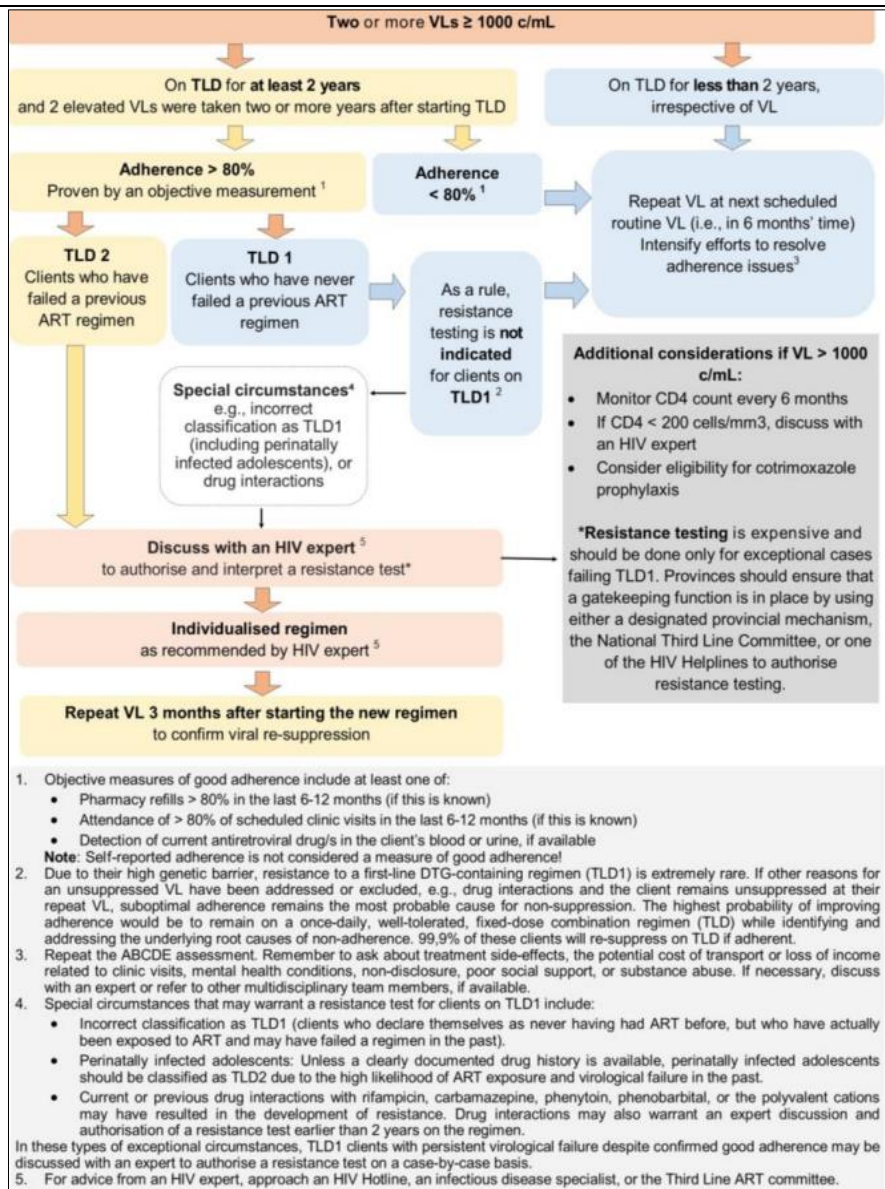 Two or more VLs ≥ 1000 c/mL
On TLD for at least 2 years
and 2 elevated VLs were taken two or more years after starting TLD
On TLD for less than 2 years,
irrespective of VL
Adherence > 80%
Proven by an objective measurement 1
Adherence
< 80% 1
Repeat VL at next scheduled
routine VL (i.e., in 6 months' time)
Intensify efforts to resolve
adherence issues3
TLD 2
Clients who have
failed a previous
ART regimen
TLD 1
Clients who have never
failed a previous ART
regimen
As a rule,
resistance
testing is not
indicated
for clients on
TLD1 2
Special circumstances4
e.g., incorrect
classification as TLD1
(including perinatally
infected adolescents), or
drug interactions
Additional considerations if VL > 1000
c/mL:
• Monitor CD4 count every 6 months
• If CD4 < 200 cells/mm3, discuss with
an HIV expert
• Consider eligibility for cotrimoxazole
prophylaxis
*Resistance testing is expensive and
should be done only for exceptional cases
failing TLD1. Provinces should ensure that
a gatekeeping function is in place by using
either a designated provincial mechanism,
the National Third Line Committee, or one
of the HIV Helplines to authorise
resistance testing.
Discuss with an HIV expert 5
to authorise and interpret a resistance test*
Individualised regimen
as recommended by HIV expert 5
Repeat VL 3 months after starting the new regimen
to confirm viral re-suppression
1. Objective measures of good adherence include at least one of:
• Pharmacy refills > 80% in the last 6-12 months (if this is known)
• Attendance of > 80% of scheduled clinic visits in the last 6-12 months (if this is known)
• Detection of current antiretroviral drug/s in the client's blood or urine, if available
Note: Self-reported adherence is not considered a measure of good adherence!
2. Due to their high genetic barrier, resistance to a first-line DTG-containing regimen (TLD1) is extremely rare. If other reasons for
an unsuppressed VL have been addressed or excluded, e.g., drug interactions and the client remains unsuppressed at their
repeat VL, suboptimal adherence remains the most probable cause for non-suppression. The highest probability of improving
adherence would be to remain on a once-daily, well-tolerated, fixed-dose combination regimen (TLD) while identifying and
addressing the underlying root causes of non-adherence. 99,9% of these clients will re-suppress on TLD if adherent.
3. Repeat the ABCDE assessment. Remember to ask about treatment side-effects, the potential cost of transport or loss of income
related to clinic visits, mental health conditions, non-disclosure, poor social support, or substance abuse. If necessary, discuss
with an expert or refer to other multidisciplinary team members, if available.
4. Special circumstances that may warrant a resistance test for clients on TLD1 include:
• Incorrect classification as TLD1 (clients who declare themselves as never having had ART before, but who have actually
been exposed to ART and may have failed a regimen in the past).
• Perinatally infected adolescents: Unless a clearly documented drug history is available, perinatally infected adolescents
should be classified as TLD2 due to the high likelihood of ART exposure and virological failure in the past.
• Current or previous drug interactions with rifampicin, carbamazepine, phenytoin, phenobarbital, or the polyvalent cations
may have resulted in the development of resistance. Drug interactions may also warrant an expert discussion and
authorisation of a resistance test earlier than 2 years on the regimen.
In these types of exceptional circumstances, TLD1 clients with persistent virological failure despite confirmed good adherence may be
discussed with an expert to authorise a resistance test on a case-by-case basis.
5. For advice from an HIV expert, approach an HIV Hotline, an infectious disease specialist, or the Third Line ART committee.